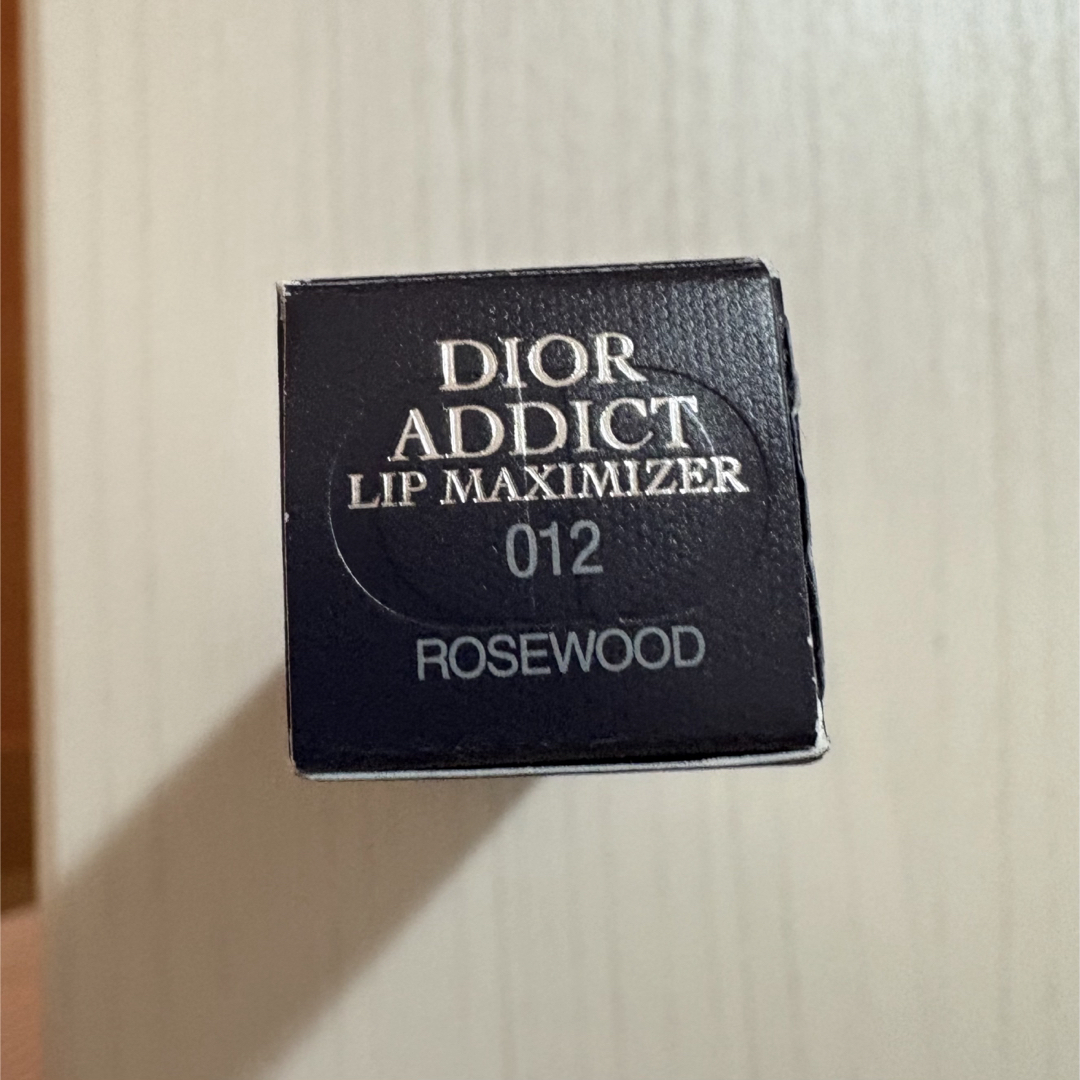 DIOR
ADDICT
LIP MAXIMIZER
012
ROSEWOOD